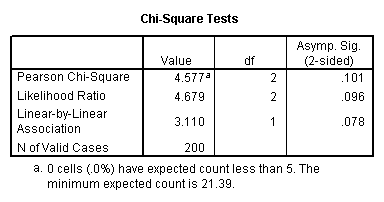 Chi-Square Tests
Value df Asymp. Sig. (2-sided)
Pearson Chi-Square 4.577a 2 .101
Likelihood Ratio 4.679 2 .096
Linear-by-Linear Association 3.110 1 .078
N of Valid Cases 200
a. 0 cells (.0%) have expected count less than 5. The
minimum expected count is 21.39.